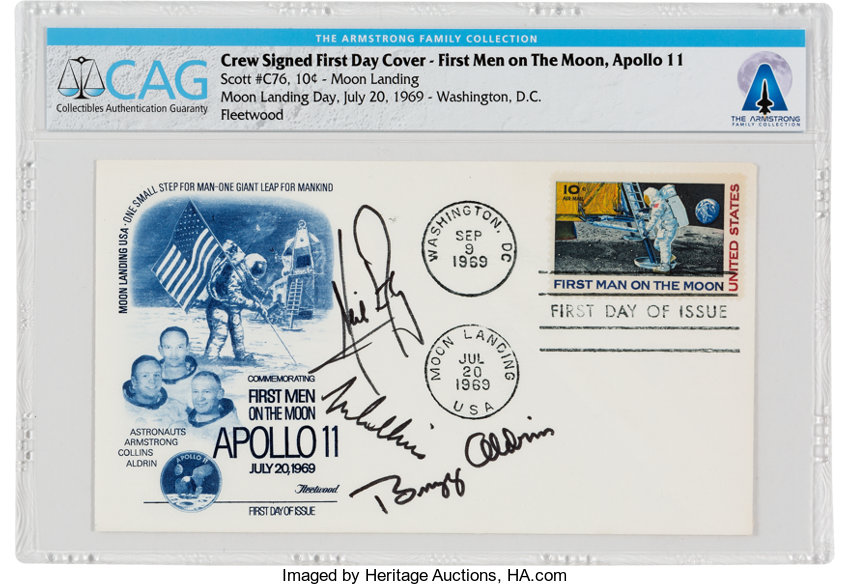 THE ARMSTRONG FAMILY COLLECTION
CAG
Collectibles Authentication Guaranty
Crew Signed First Day Cover - First Men on The Moon, Apollo 11
Scott #C76, 10¢ - Moon Landing
Moon Landing Day, July 20, 1969 - Washington, D.C.
Fleetwood
THE ARMSTRONG
FAMILY COLLECTION
MOON LANDING USA · ONE SMALL STEP FOR MAN-ONE GIANT LEAP FOR MANKIND
COMMEMORATING
FIRST MEN
ON THE MOON
APOLLO 11
JULY 20, 1969
ASTRONAUTS
ARMSTRONG
COLLINS
ALDRIN
APOLLO 11
Fleetwood
FIRST DAY OF ISSUE
Neil
MCollins
Buzz Aldrin
WASHINGTON, DC
SEP
9
1969
MOON LANDING
JUL
20
1969
USA
10¢
AIR MAIL
UNITED STATES
FIRST MAN ON THE MOON
FIRST DAY OF ISSUE
Imaged by Heritage Auctions, HA.com